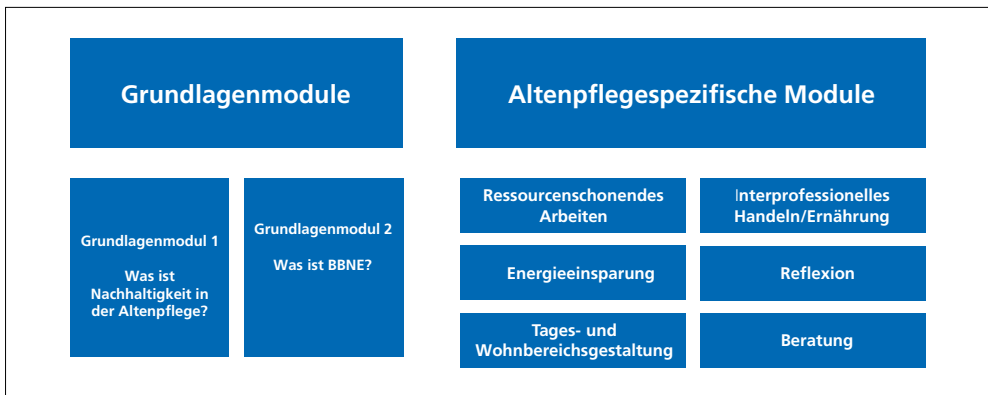 Grundlagenmodule
Altenpflegespezifische Module
Grundlagenmodul 1
Was ist
Nachhaltigkeit in
der Altenpflege?
Grundlagenmodul 2
Was ist BBNE?
Ressourcenschonendes
Arbeiten
Interprofessionelles
Handeln/Ernährung
Energieeinsparung
Reflexion
Tages- und
Wohnbereichsgestaltung
Beratung